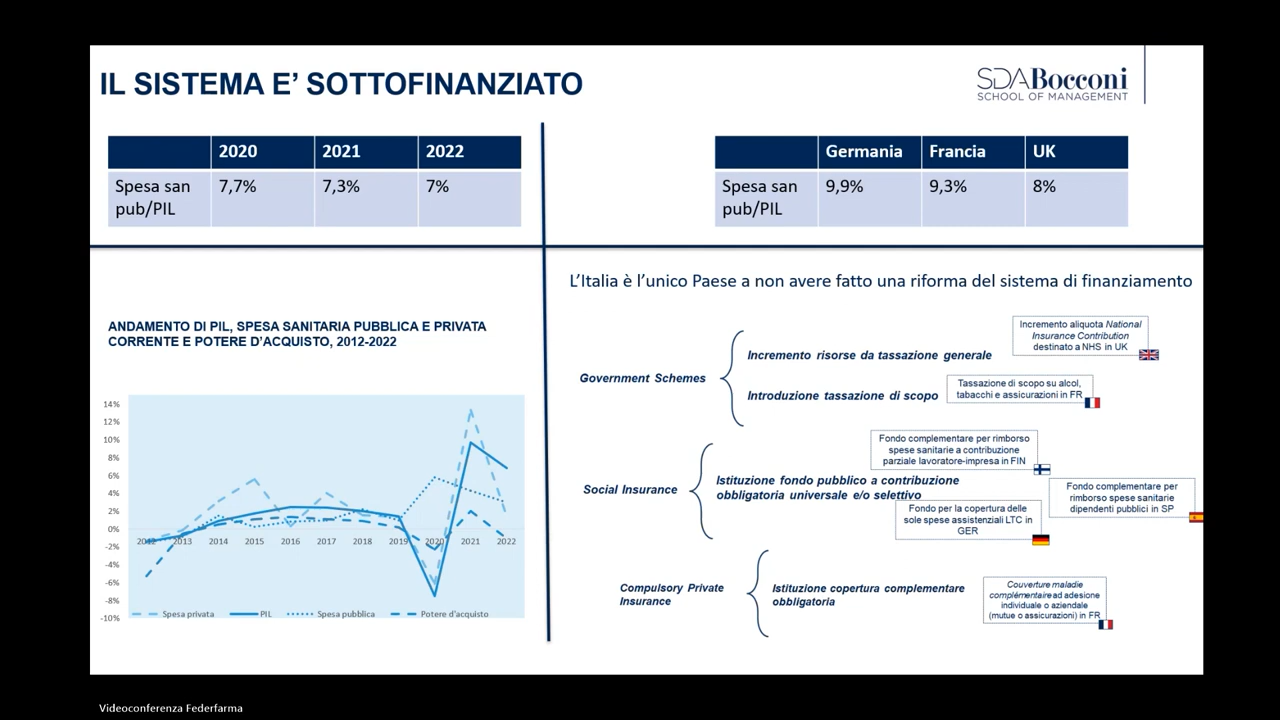 IL SISTEMA E’ SOTTOFINANZIATO
SDABocconi
SCHOOL OF MANAGEMENT
2020 2021 2022
Spesa san
pub/PIL
7,7% 7,3% 7%
Germania Francia UK
Spesa san
pub/PIL
9,9% 9,3% 8%
ANDAMENTO DI PIL, SPESA SANITARIA PUBBLICA E PRIVATA
CORRENTE E POTERE D’ACQUISTO, 2012-2022
14%
12%
10%
8%
6%
4%
2%
0%
-2%
-4%
-6%
-8%
-10%
2012 2013 2014 2015 2016 2017 2018 2019 2020 2021 2022
Spesa privata PIL Spesa pubblica Potere d'acquisto
L’Italia è l’unico Paese a non avere fatto una riforma del sistema di finanziamento
Government Schemes
Incremento risorse da tassazione generale
Incremento aliquota National
Insurance Contribution
destinato a NHS in UK
Introduzione tassazione di scopo
Tassazione di scopo su alcol,
tabacchi e assicurazioni in FR
Social Insurance
Istituzione fondo pubblico a contribuzione
obbligatoria universale e/o selettivo
Fondo complementare per rimborso
spese sanitarie a contribuzione
parziale lavoratore-impresa in FIN
Fondo complementare per
rimborso spese sanitarie
dipendenti pubblici in SP
Fondo per la copertura delle
sole spese assistenziali LTC in
GER
Compulsory Private
Insurance
Istituzione copertura complementare
obbligatoria
Couverture maladie
complémentaire ad adesione
individuale o aziendale
(mutue o assicurazioni) in FR
Videoconferenza Federfarma